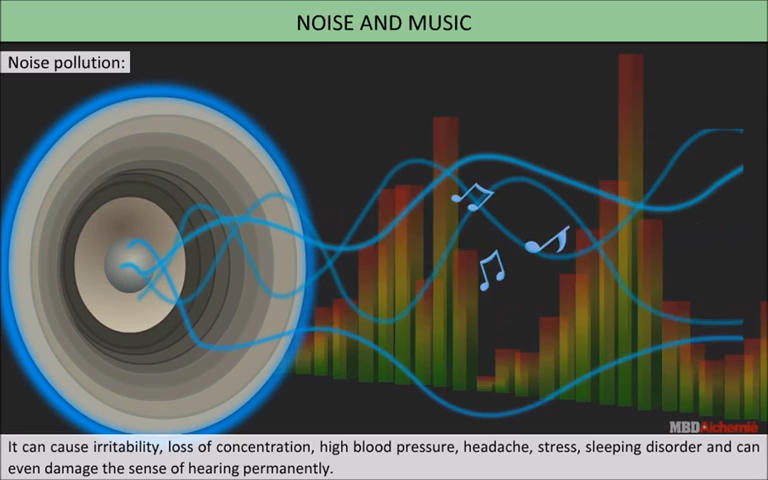 NOISE AND MUSIC
Noise pollution:
MBDAlchemie
It can cause irritability, loss of concentration, high blood pressure, headache, stress, sleeping disorder and can
even damage the sense of hearing permanently.